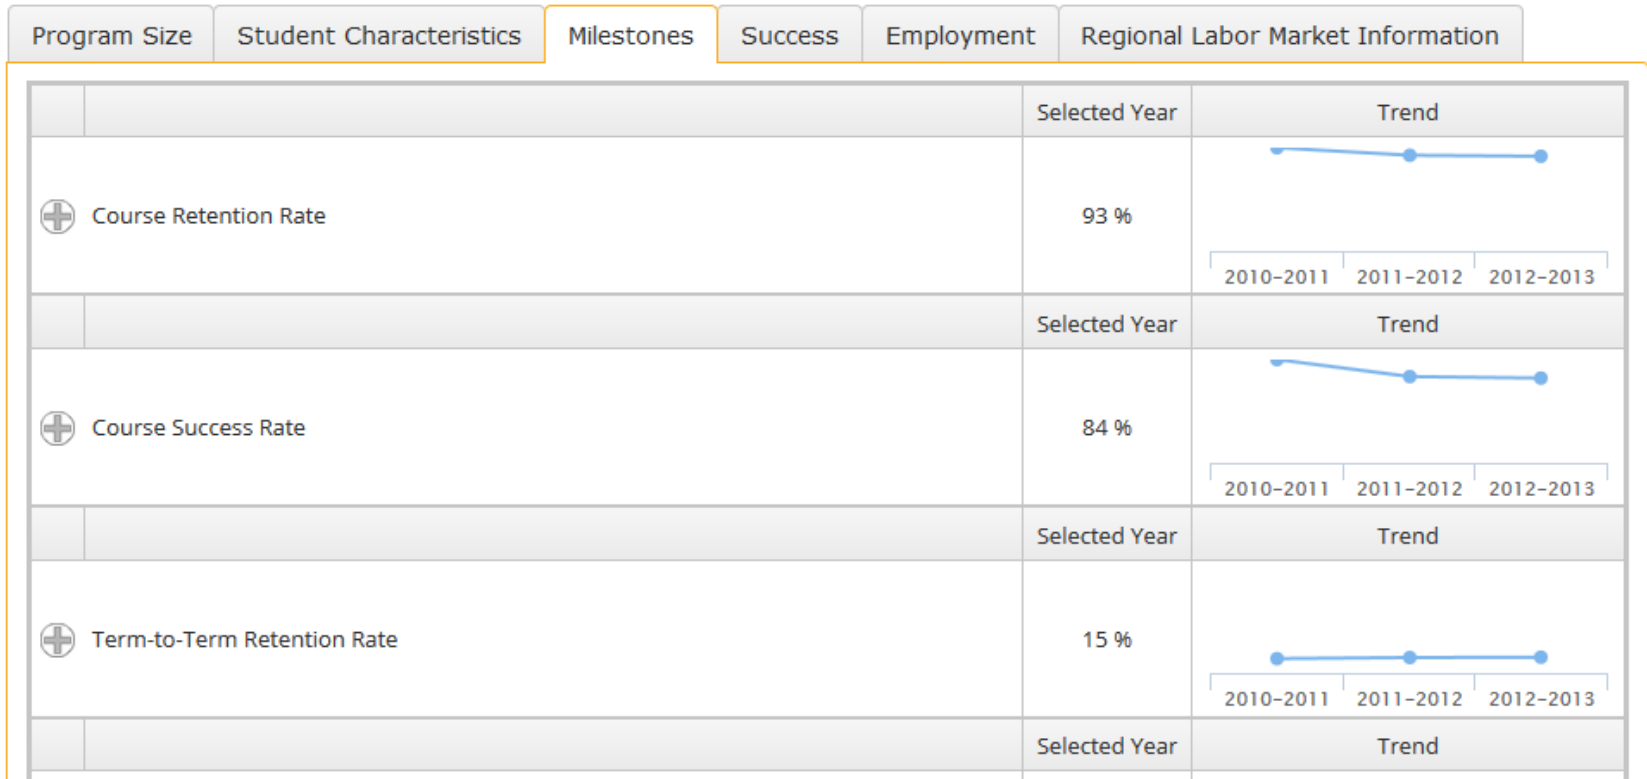 Program Size Student Characteristics Milestones Success Employment Regional Labor Market Information
Selected Year Trend
Course Retention Rate 93 %
2010-2011 2011-2012 2012-2013
Selected Year Trend
Course Success Rate 84 %
2010-2011 2011-2012 2012-2013
Selected Year Trend
Term-to-Term Retention Rate 15 %
2010-2011 2011-2012 2012-2013
Selected Year Trend